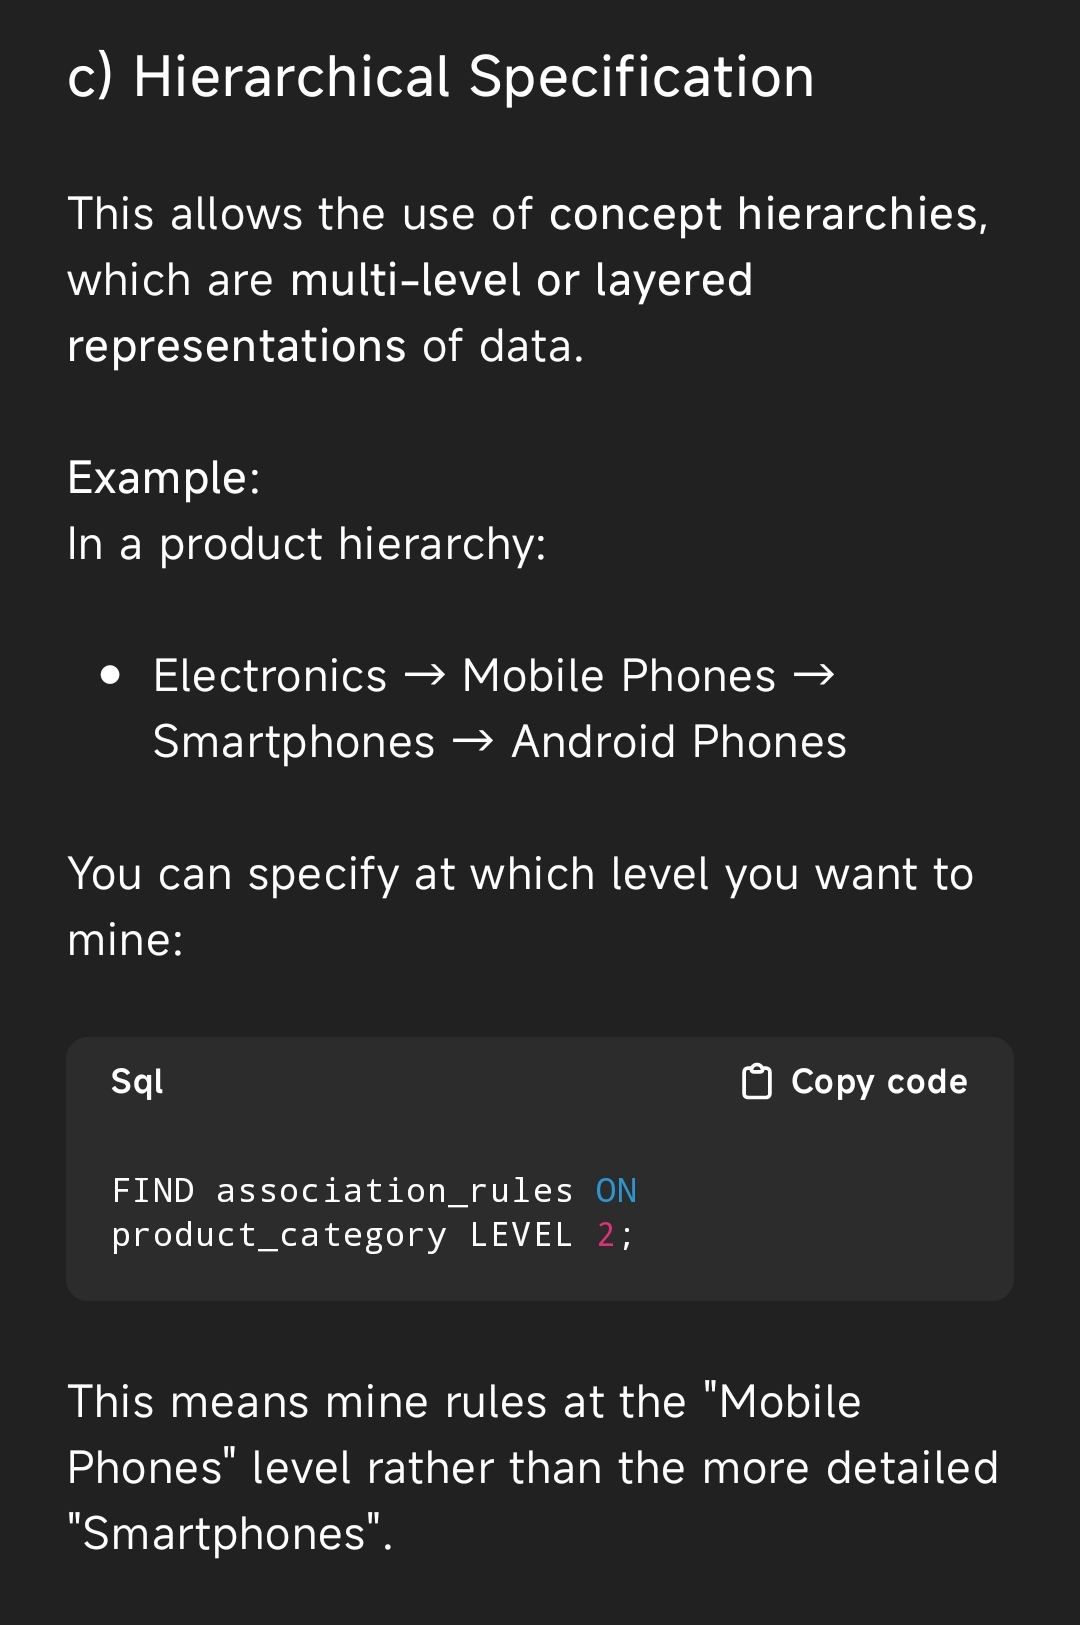 c) Hierarchical Specification
This allows the use of concept hierarchies,
which are multi-level or layered
representations of data.
Example:
In a product hierarchy:
• Electronics → Mobile Phones →
Smartphones → Android Phones
You can specify at which level you want to
mine:
Sql Copy code
FIND association_rules ON
product_category LEVEL 2;
This means mine rules at the "Mobile
Phones" level rather than the more detailed
"Smartphones".